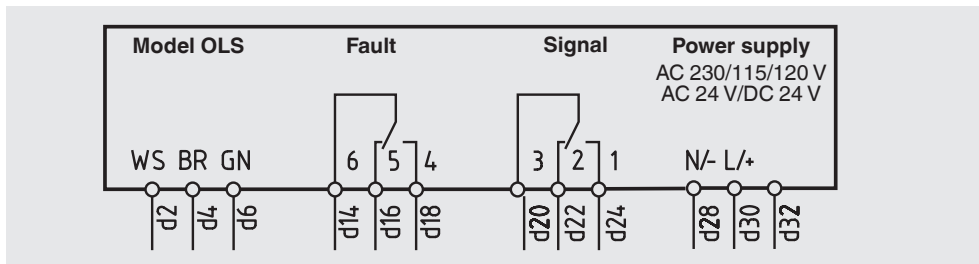 Model OLS Fault Signal Power supply
AC 230/115/120 V
AC 24 V/DC 24 V
WS BR GN 6 5 4 3 2 1 N/- L/+
d2 d4 d6 d14 d16 d18 d20 d22 d24 d28 d30 d32